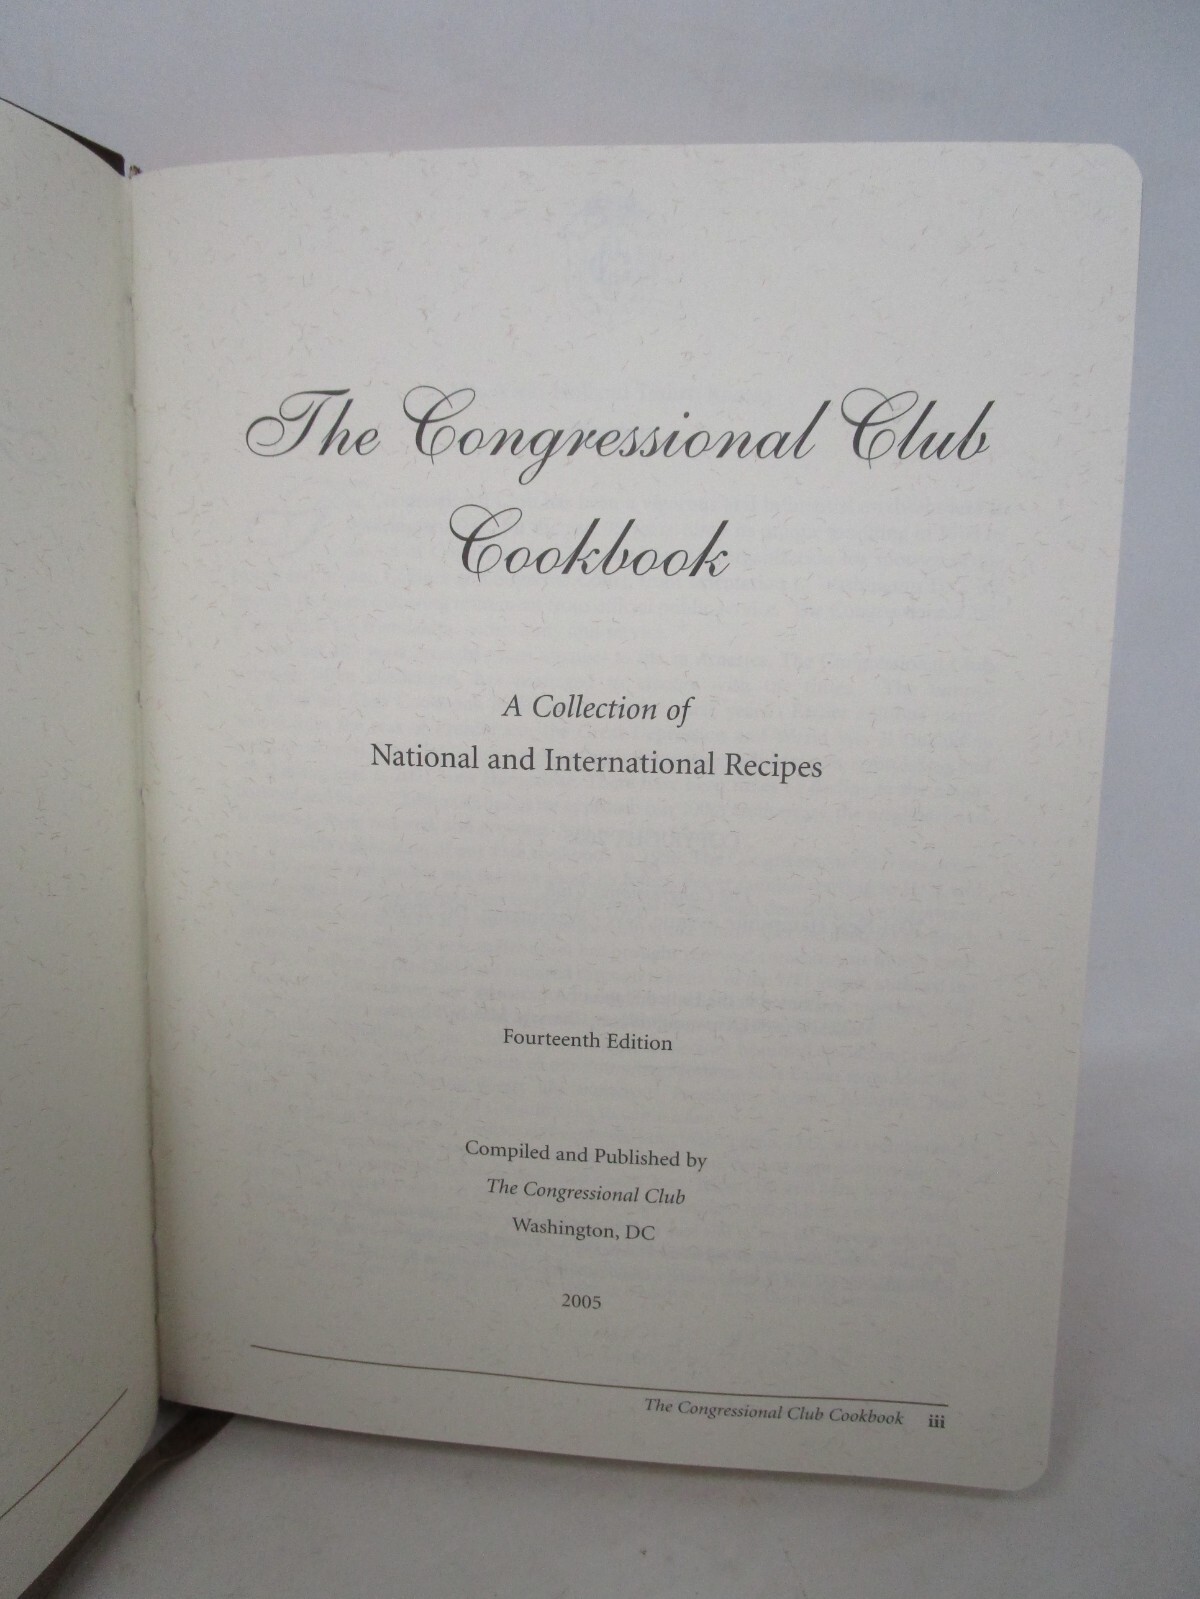 The Congressional Club
Cookbook
A Collection of
National and International Recipes
Fourteenth Edition
Compiled and Published by
The Congressional Club
Washington, DC
2005
The Congressional Club Cookbook iii